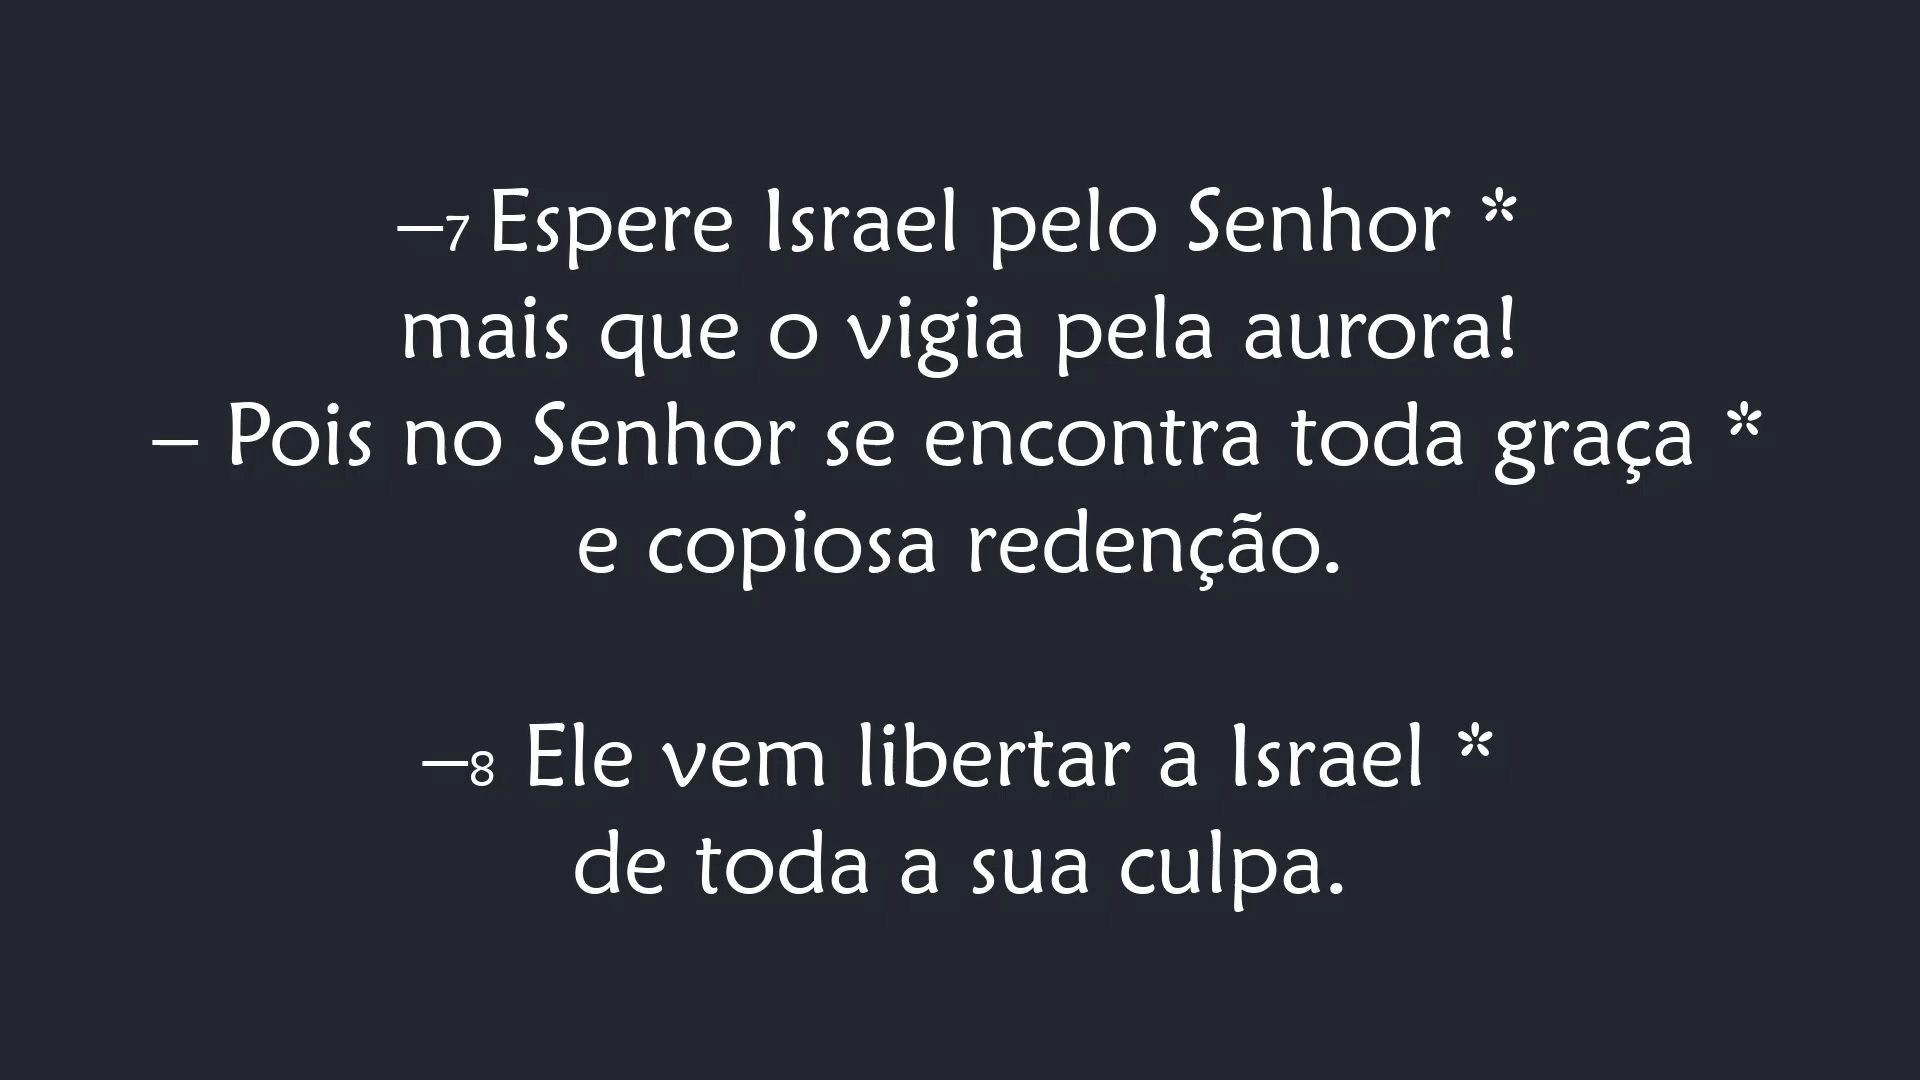 –7 Espere Israel pelo Senhor *
mais que o vigia pela aurora!
– Pois no Senhor se encontra toda graça *
e copiosa redenção.
–8 Ele vem libertar a Israel *
de toda a sua culpa.